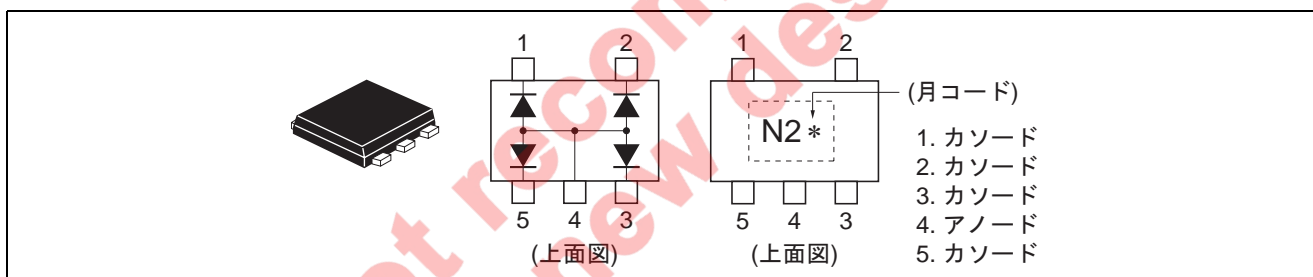 1 2
5 4 3
(上面図)
1 2
N2*
5 4 3
(上面図)
(月コード)
1. カソード
2. カソード
3. カソード
4. アノード
5. カソード